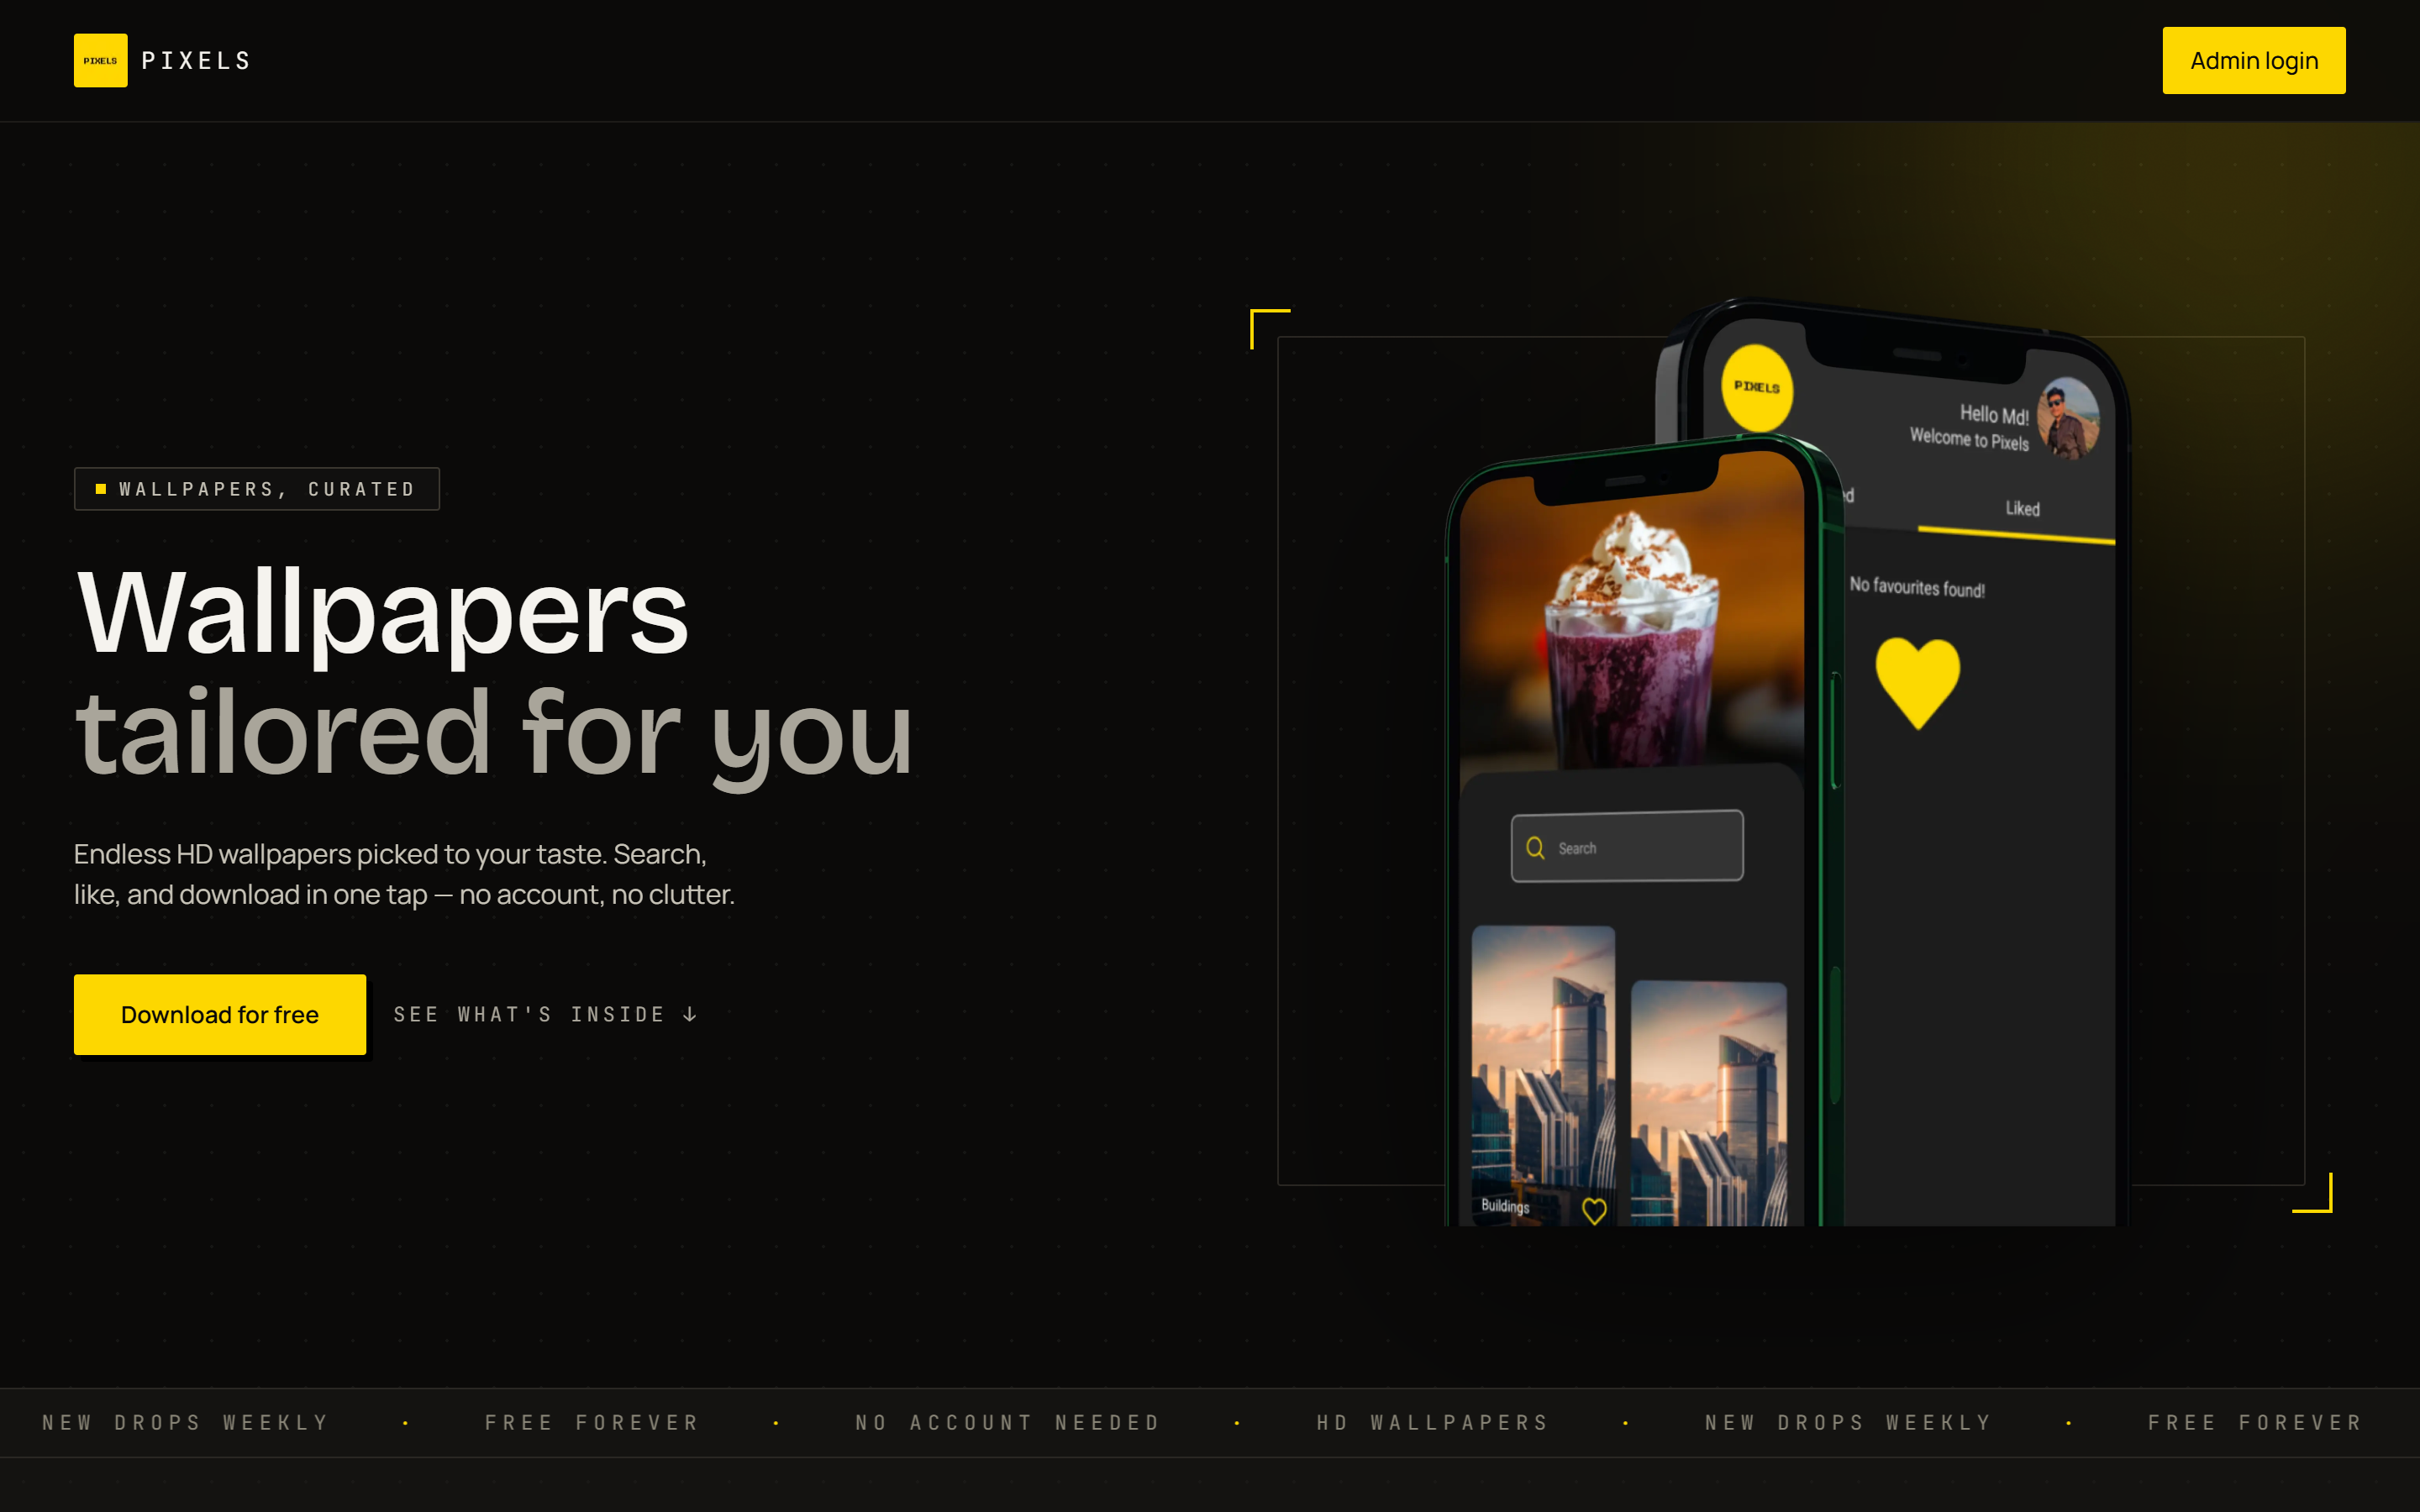 PIXELS
PIXELS
Admin login
WALLPAPERS, CURATED
Wallpapers
tailored for you
Endless HD wallpapers picked to your taste. Search,
like, and download in one tap — no account, no clutter.
Download for free
SEE WHAT'S INSIDE ↓
PIXELS
Hello Md!
Welcome to Pixels
ed
Liked
No favourites found!
Search
Buildings
NEW DROPS WEEKLY · FREE FOREVER · NO ACCOUNT NEEDED · HD WALLPAPERS · NEW DROPS WEEKLY · FREE FOREVER